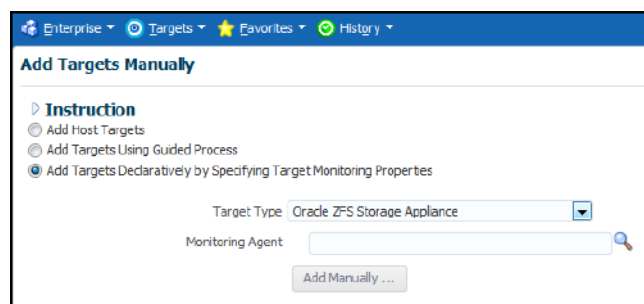 Enterprise Targets Favorites History
Add Targets Manually
Instruction
Add Host Targets
Add Targets Using Guided Process
Add Targets Declaratively by Specifying Target Monitoring Properties
Target Type Oracle ZFS Storage Appliance
Monitoring Agent
Add Manually ...